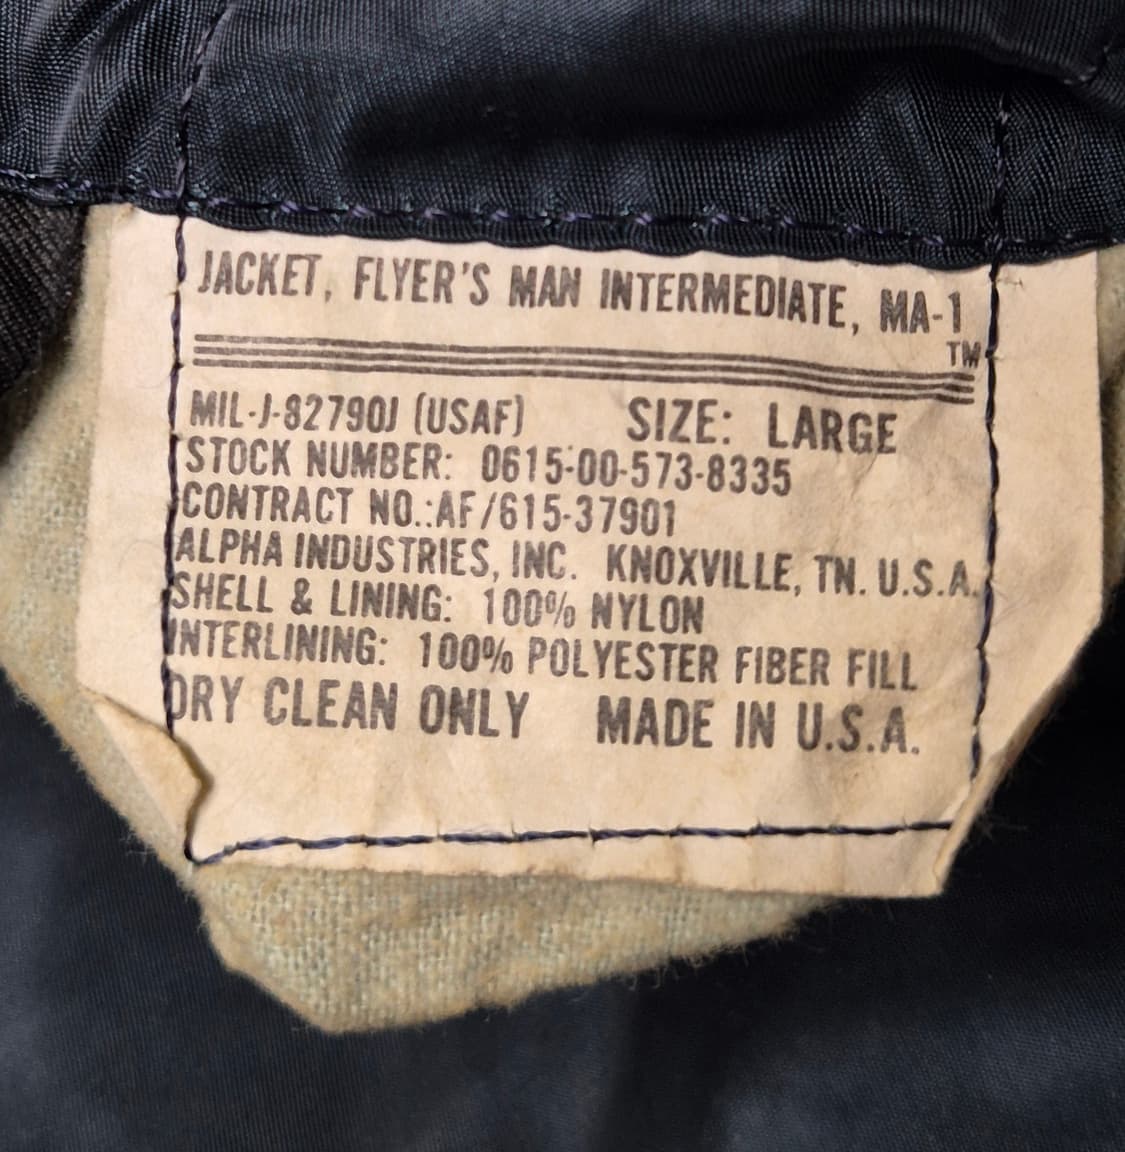 JACKET, FLYER'S MAN INTERMEDIATE, MA-1
TM
MIL-J-82790J (USAF) SIZE: LARGE
STOCK NUMBER: 0615-00-573-8335
CONTRACT NO.:AF/615-37901
ALPHA INDUSTRIES, INC. KNOXVILLE, TN. U.S.A.
SHELL & LINING: 100% NYLON
INTERLINING: 100% POLYESTER FIBER FILL
DRY CLEAN ONLY MADE IN U.S.A.